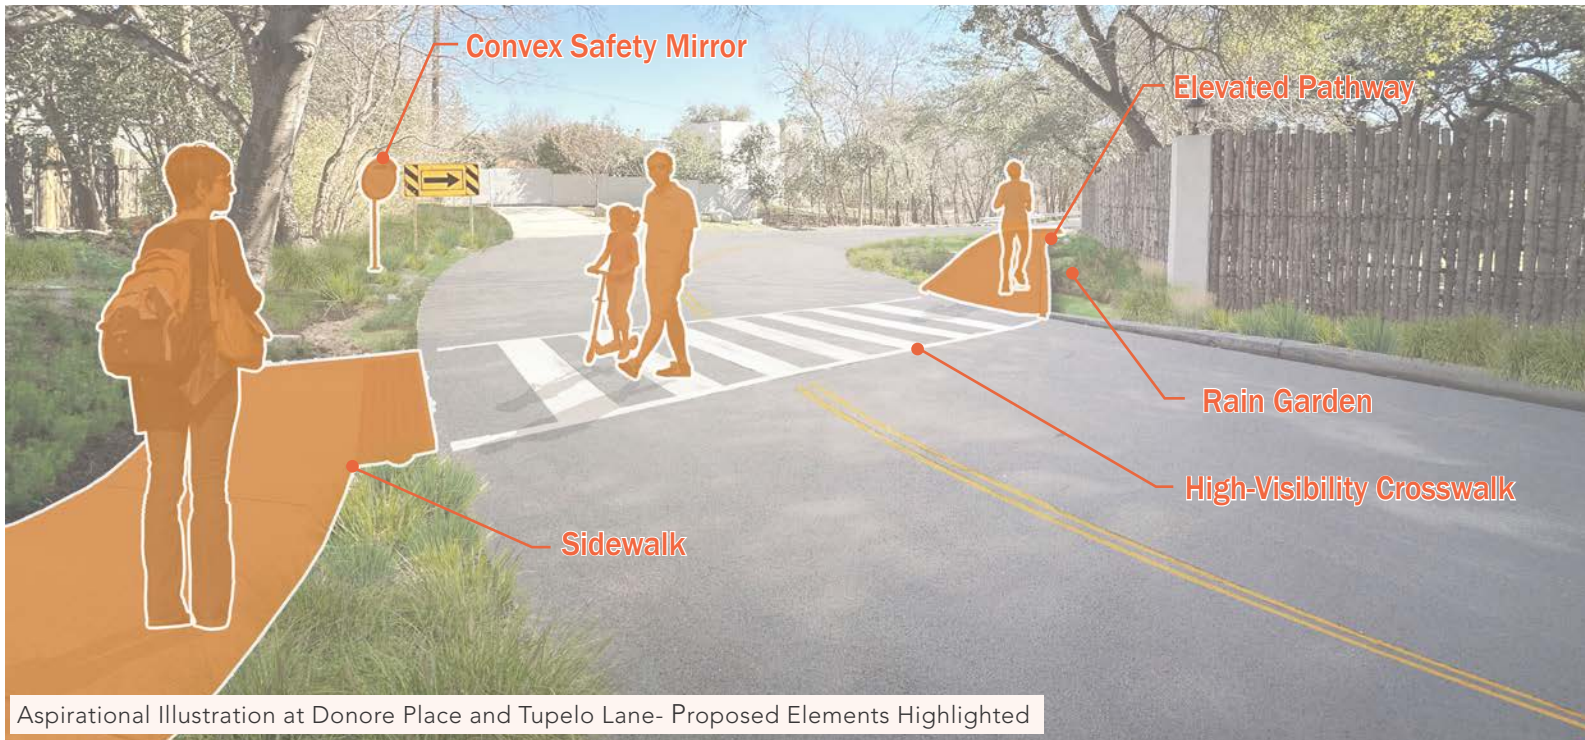 Convex Safety Mirror
Elevated Pathway
Rain Garden
High-Visibility Crosswalk
Sidewalk
Aspirational Illustration at Donore Place and Tupelo Lane- Proposed Elements Highlighted